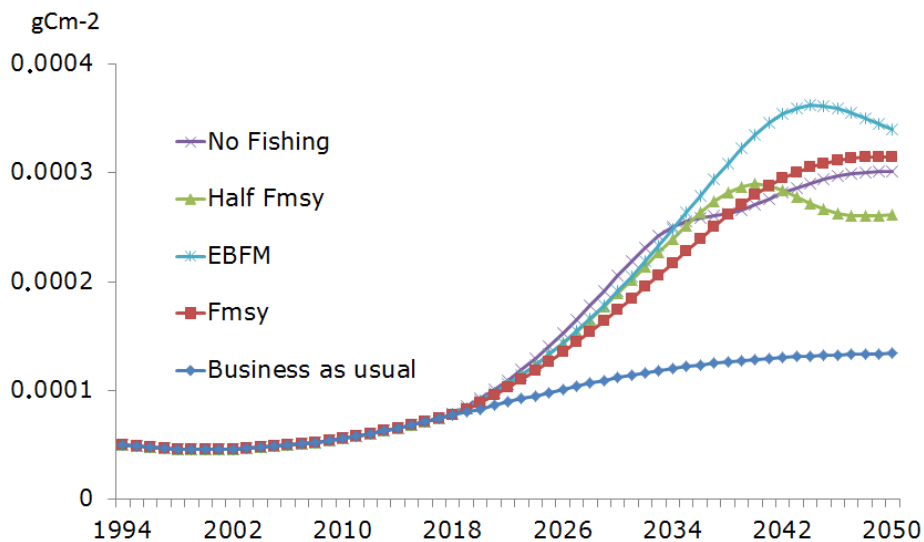 gCm-2
0.0004
0.0003
0.0002
0.0001
0
No Fishing
Half Fmsy
EBFM
Fmsy
Business as usual
1994 2002 2010 2018 2026 2034 2042 2050